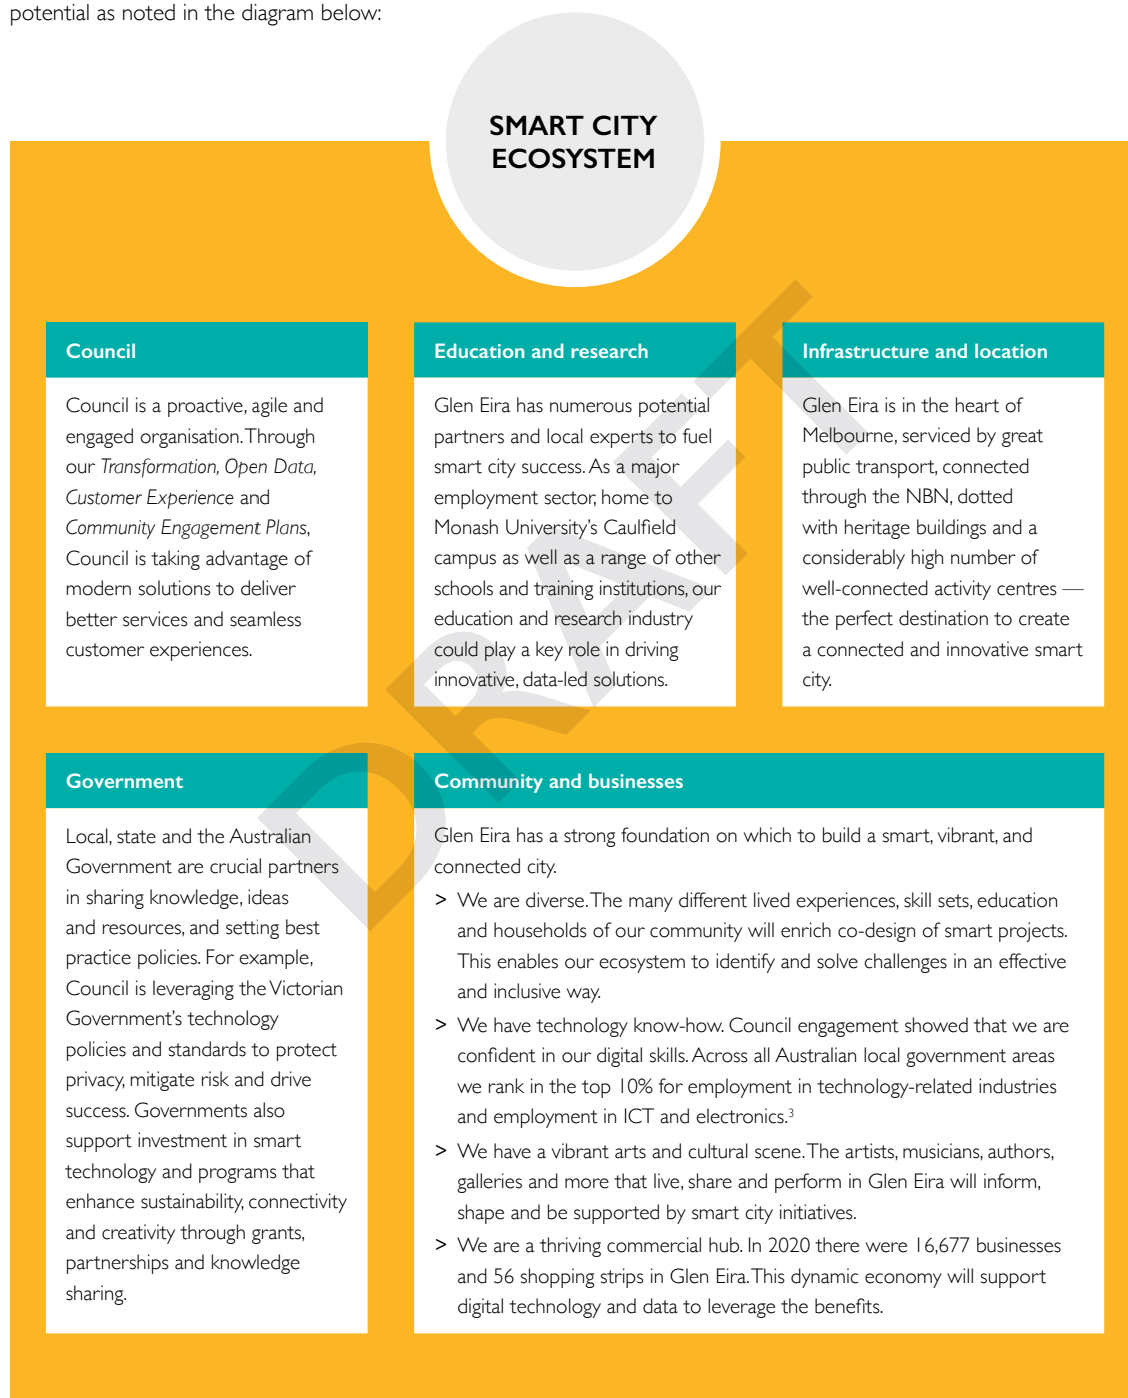 potential as noted in the diagram below:
SMART CITY
ECOSYSTEM
Council
Council is a proactive, agile and
engaged organisation. Through
our Transformation, Open Data,
Customer Experience and
Community Engagement Plans,
Council is taking advantage of
modern solutions to deliver
better services and seamless
customer experiences.
Education and research
Glen Eira has numerous potential
partners and local experts to fuel
smart city success. As a major
employment sector, home to
Monash University's Caulfield
campus as well as a range of other
schools and training institutions, our
education and research industry
could play a key role in driving
innovative, data-led solutions.
Infrastructure and location
Glen Eira is in the heart of
Melbourne, serviced by great
public transport, connected
through the NBN, dotted
with heritage buildings and a
considerably high number of
well-connected activity centres —
the perfect destination to create
a connected and innovative smart
city.
Government
Local, state and the Australian
Government are crucial partners
in sharing knowledge, ideas
and resources, and setting best
practice policies. For example,
Council is leveraging the Victorian
Government's technology
policies and standards to protect
privacy, mitigate risk and drive
success. Governments also
support investment in smart
technology and programs that
enhance sustainability, connectivity
and creativity through grants,
partnerships and knowledge
sharing.
Community and businesses
Glen Eira has a strong foundation on which to build a smart, vibrant, and
connected city.
> We are diverse. The many different lived experiences, skill sets, education
and households of our community will enrich co-design of smart projects.
This enables our ecosystem to identify and solve challenges in an effective
and inclusive way.
> We have technology know-how. Council engagement showed that we are
confident in our digital skills. Across all Australian local government areas
we rank in the top 10% for employment in technology-related industries
and employment in ICT and electronics.3
> We have a vibrant arts and cultural scene. The artists, musicians, authors,
galleries and more that live, share and perform in Glen Eira will inform,
shape and be supported by smart city initiatives.
> We are a thriving commercial hub. In 2020 there were 16,677 businesses
and 56 shopping strips in Glen Eira. This dynamic economy will support
digital technology and data to leverage the benefits.
DRAFT